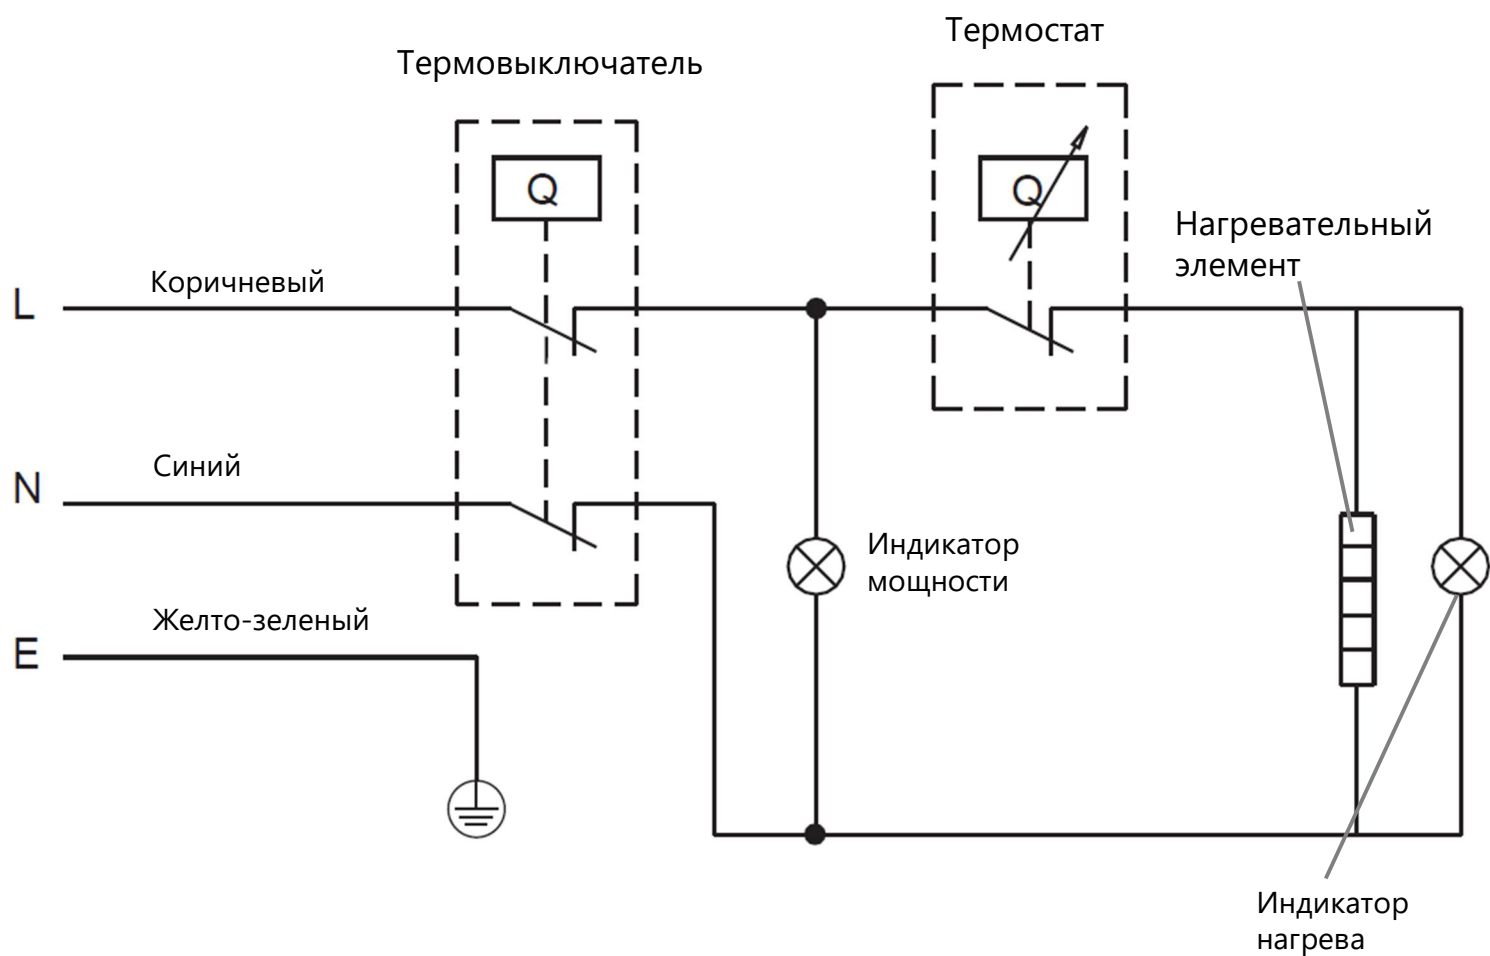 Термостат
Термовыключатель
Q
Q
Нагревательный
элемент
L
Коричневый
N
Синий
Индикатор
мощности
E
Желто-зеленый
Индикатор
нагрева